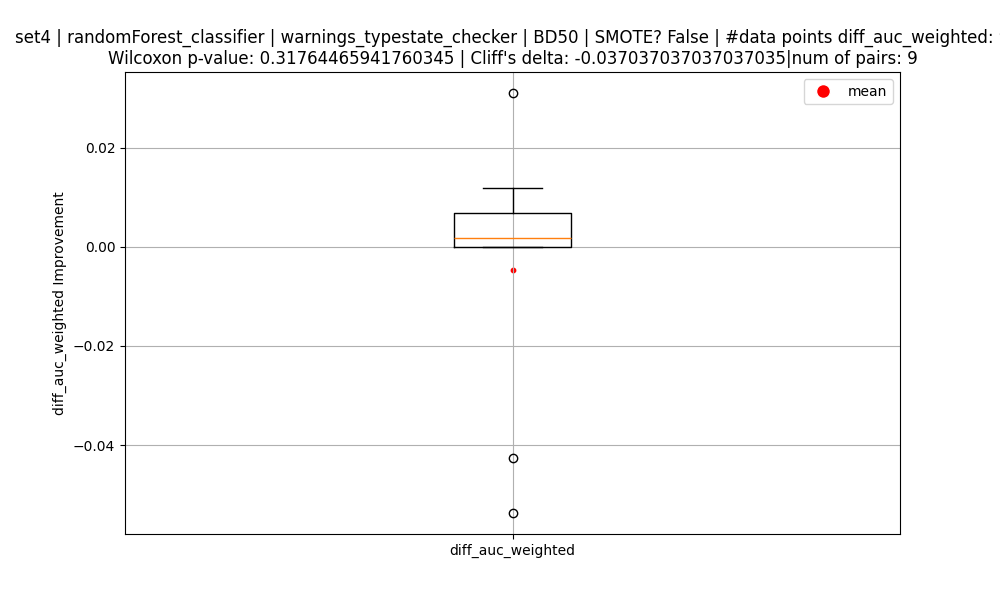 set4 | randomForest_classifier | warnings_typestate_checker | BD50 | SMOTE? False | #data points diff_auc_weighted:
Wilcoxon p-value: 0.31764465941760345 | Cliff's delta: -0.037037037037037035|num of pairs: 9
mean
0.02
0.00
−0.02
−0.04
diff_auc_weighted Improvement
diff_auc_weighted